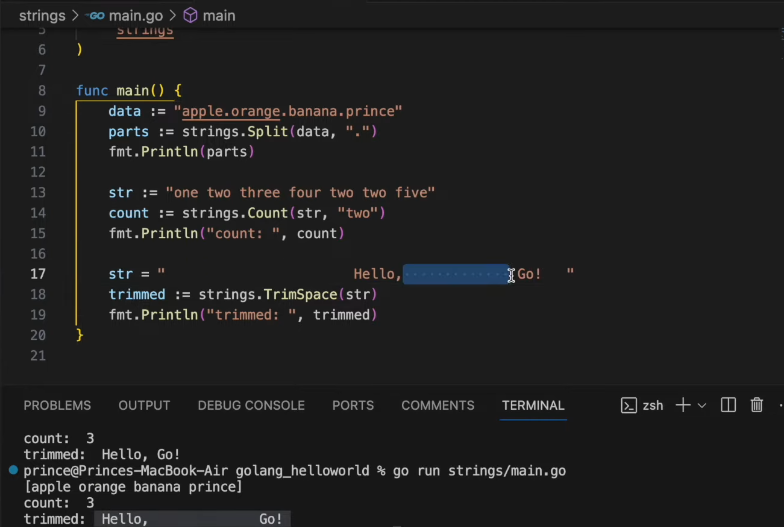 strings > GO main.go > main
5 strings
6 )
7
8 func main() {
9 data := "apple.orange.banana.prince"
10 parts := strings.Split(data, ".")
11 fmt.Println(parts)
12
13 str := "one two three four two two five"
14 count := strings.Count(str, "two")
15 fmt.Println("count: ", count)
16
17 str = "                       Hello,             Go!   "
18 trimmed := strings.TrimSpace(str)
19 fmt.Println("trimmed: ", trimmed)
20 }
21
PROBLEMS OUTPUT DEBUG CONSOLE PORTS COMMENTS TERMINAL zsh
count:  3
trimmed:  Hello, Go!
prince@Princes-MacBook-Air golang_helloworld % go run strings/main.go
[apple orange banana prince]
count:  3
trimmed:  Hello,             Go!